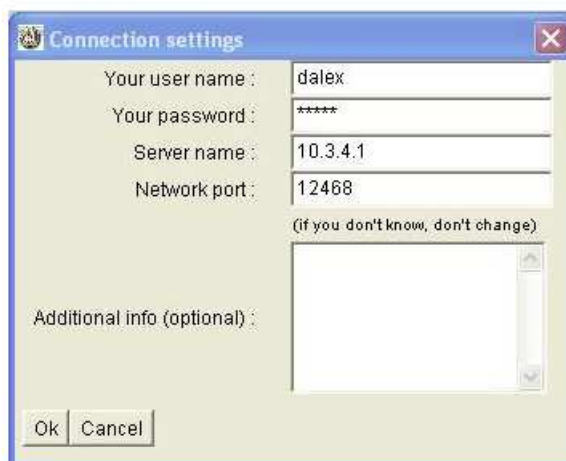 Connection settings
Your user name : dalex
Your password : *****
Server name : 10.3.4.1
Network port : 12468
(if you don't know, don't change)
Additional info (optional) :
Ok Cancel